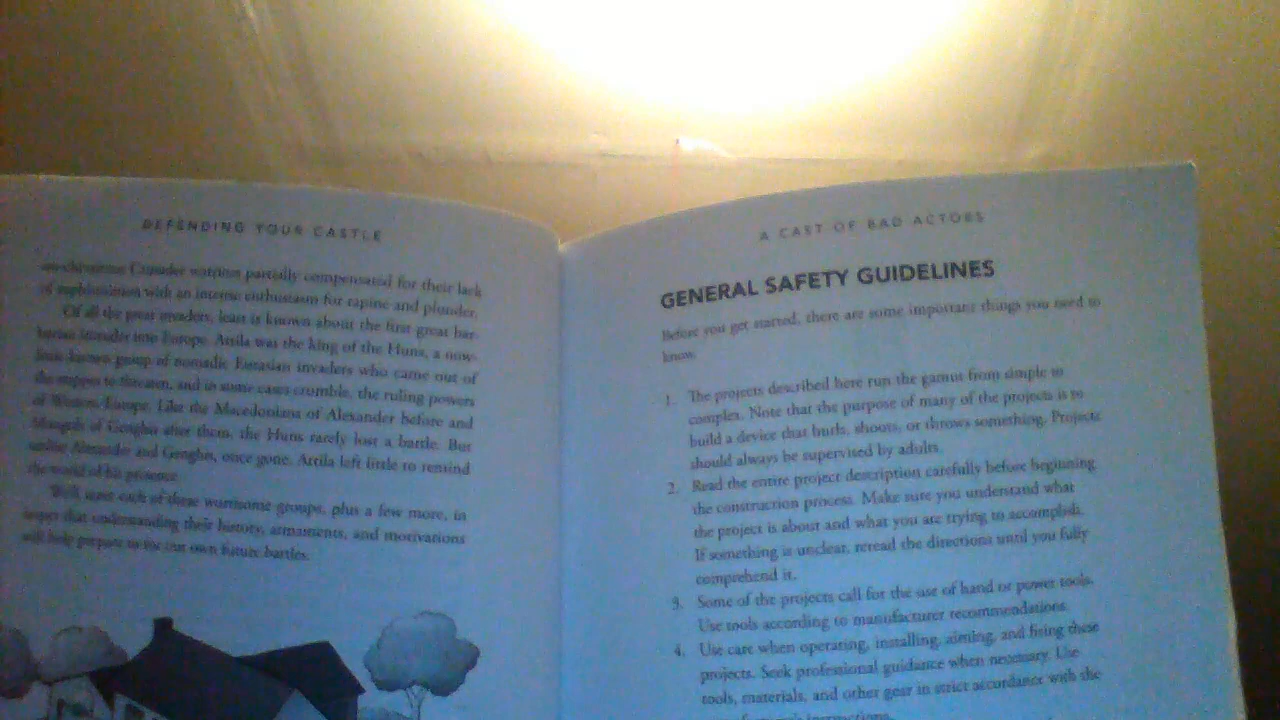 DEFENDING YOUR CASTLE
Crusader warriors partially compensated for their lack
of sophistication with an intense enthusiasm for rapine and plunder.
Of all the great invaders, least is known about the first great bar-
barian invader into Europe. Attila was the king of the Huns, a now-
little-known group of nomadic Eurasian invaders who came out of
the steppes to threaten, and in some cases crumble, the ruling powers
of Western Europe. Like the Macedonians of Alexander before and
Mongols of Genghis after them, the Huns rarely lost a battle. But
unlike Alexander and Genghis, once gone, Attila left little to remind
the world of his presence.
We'll meet each of these worrisome groups, plus a few more, in
hopes that understanding their history, armaments, and motivations
will help prepare us for our own future battles.
A CAST OF BAD ACTORS
GENERAL SAFETY GUIDELINES
Before you get started, there are some important things you need to
know.
1. The projects described here run the gamut from simple to
complex. Note that the purpose of many of the projects is to
build a device that hurls, shoots, or throws something. Projects
should always be supervised by adults.
2. Read the entire project description carefully before beginning
the construction process. Make sure you understand what
the project is about and what you are trying to accomplish.
If something is unclear, reread the directions until you fully
comprehend it.
3. Some of the projects call for the use of hand or power tools.
Use tools according to manufacturer recommendations.
4. Use care when operating, installing, aiming, and firing these
projects. Seek professional guidance when necessary. Use
tools, materials, and other gear in strict accordance with the
instructions.